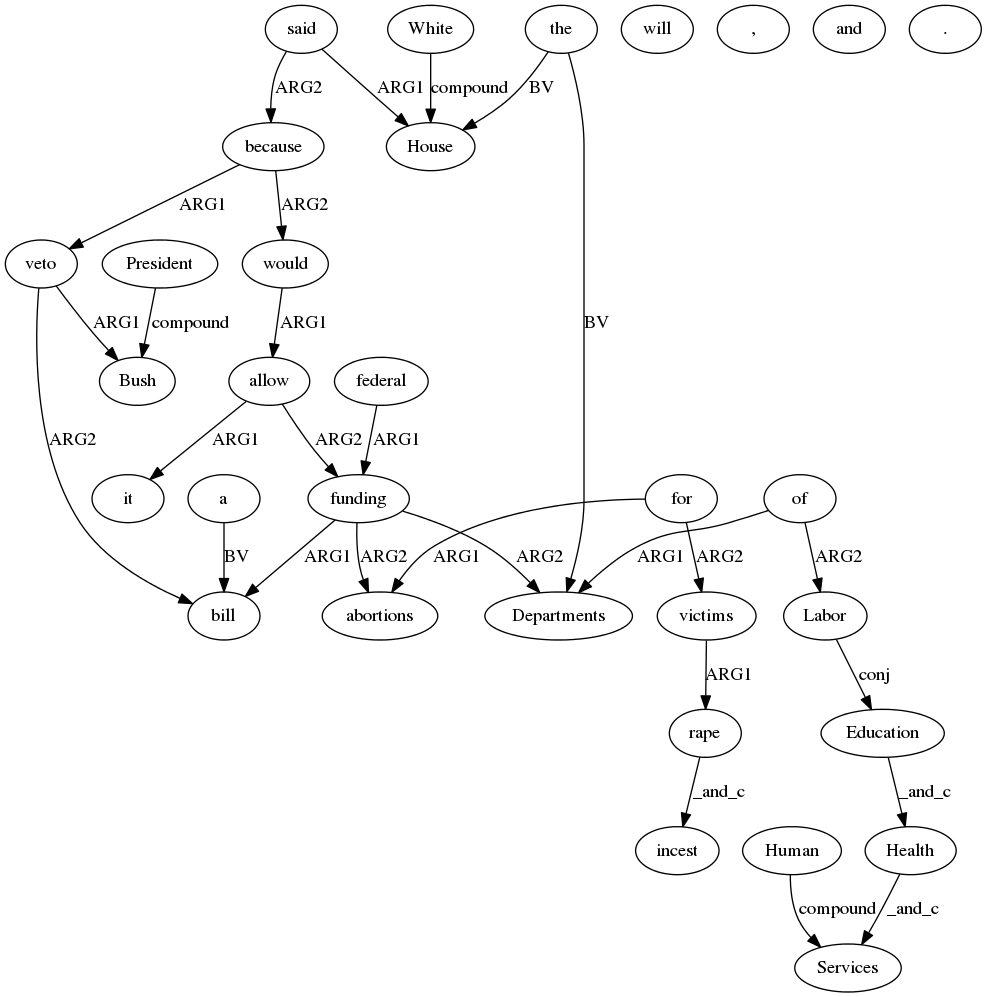 said White the will , and .
ARG2 ARG1 compound BV
because House
ARG1 ARG2
veto President would
ARG1 compound ARG1 BV
Bush allow federal
ARG2 ARG1 ARG2 ARG1
it a funding for of
BV ARG1 ARG2 ARG1 ARG2 ARG2 ARG1 ARG2
bill abortions Departments victims Labor
ARG1 conj
rape Education
_and_c _and_c
incest Human Health
compound _and_c
Services